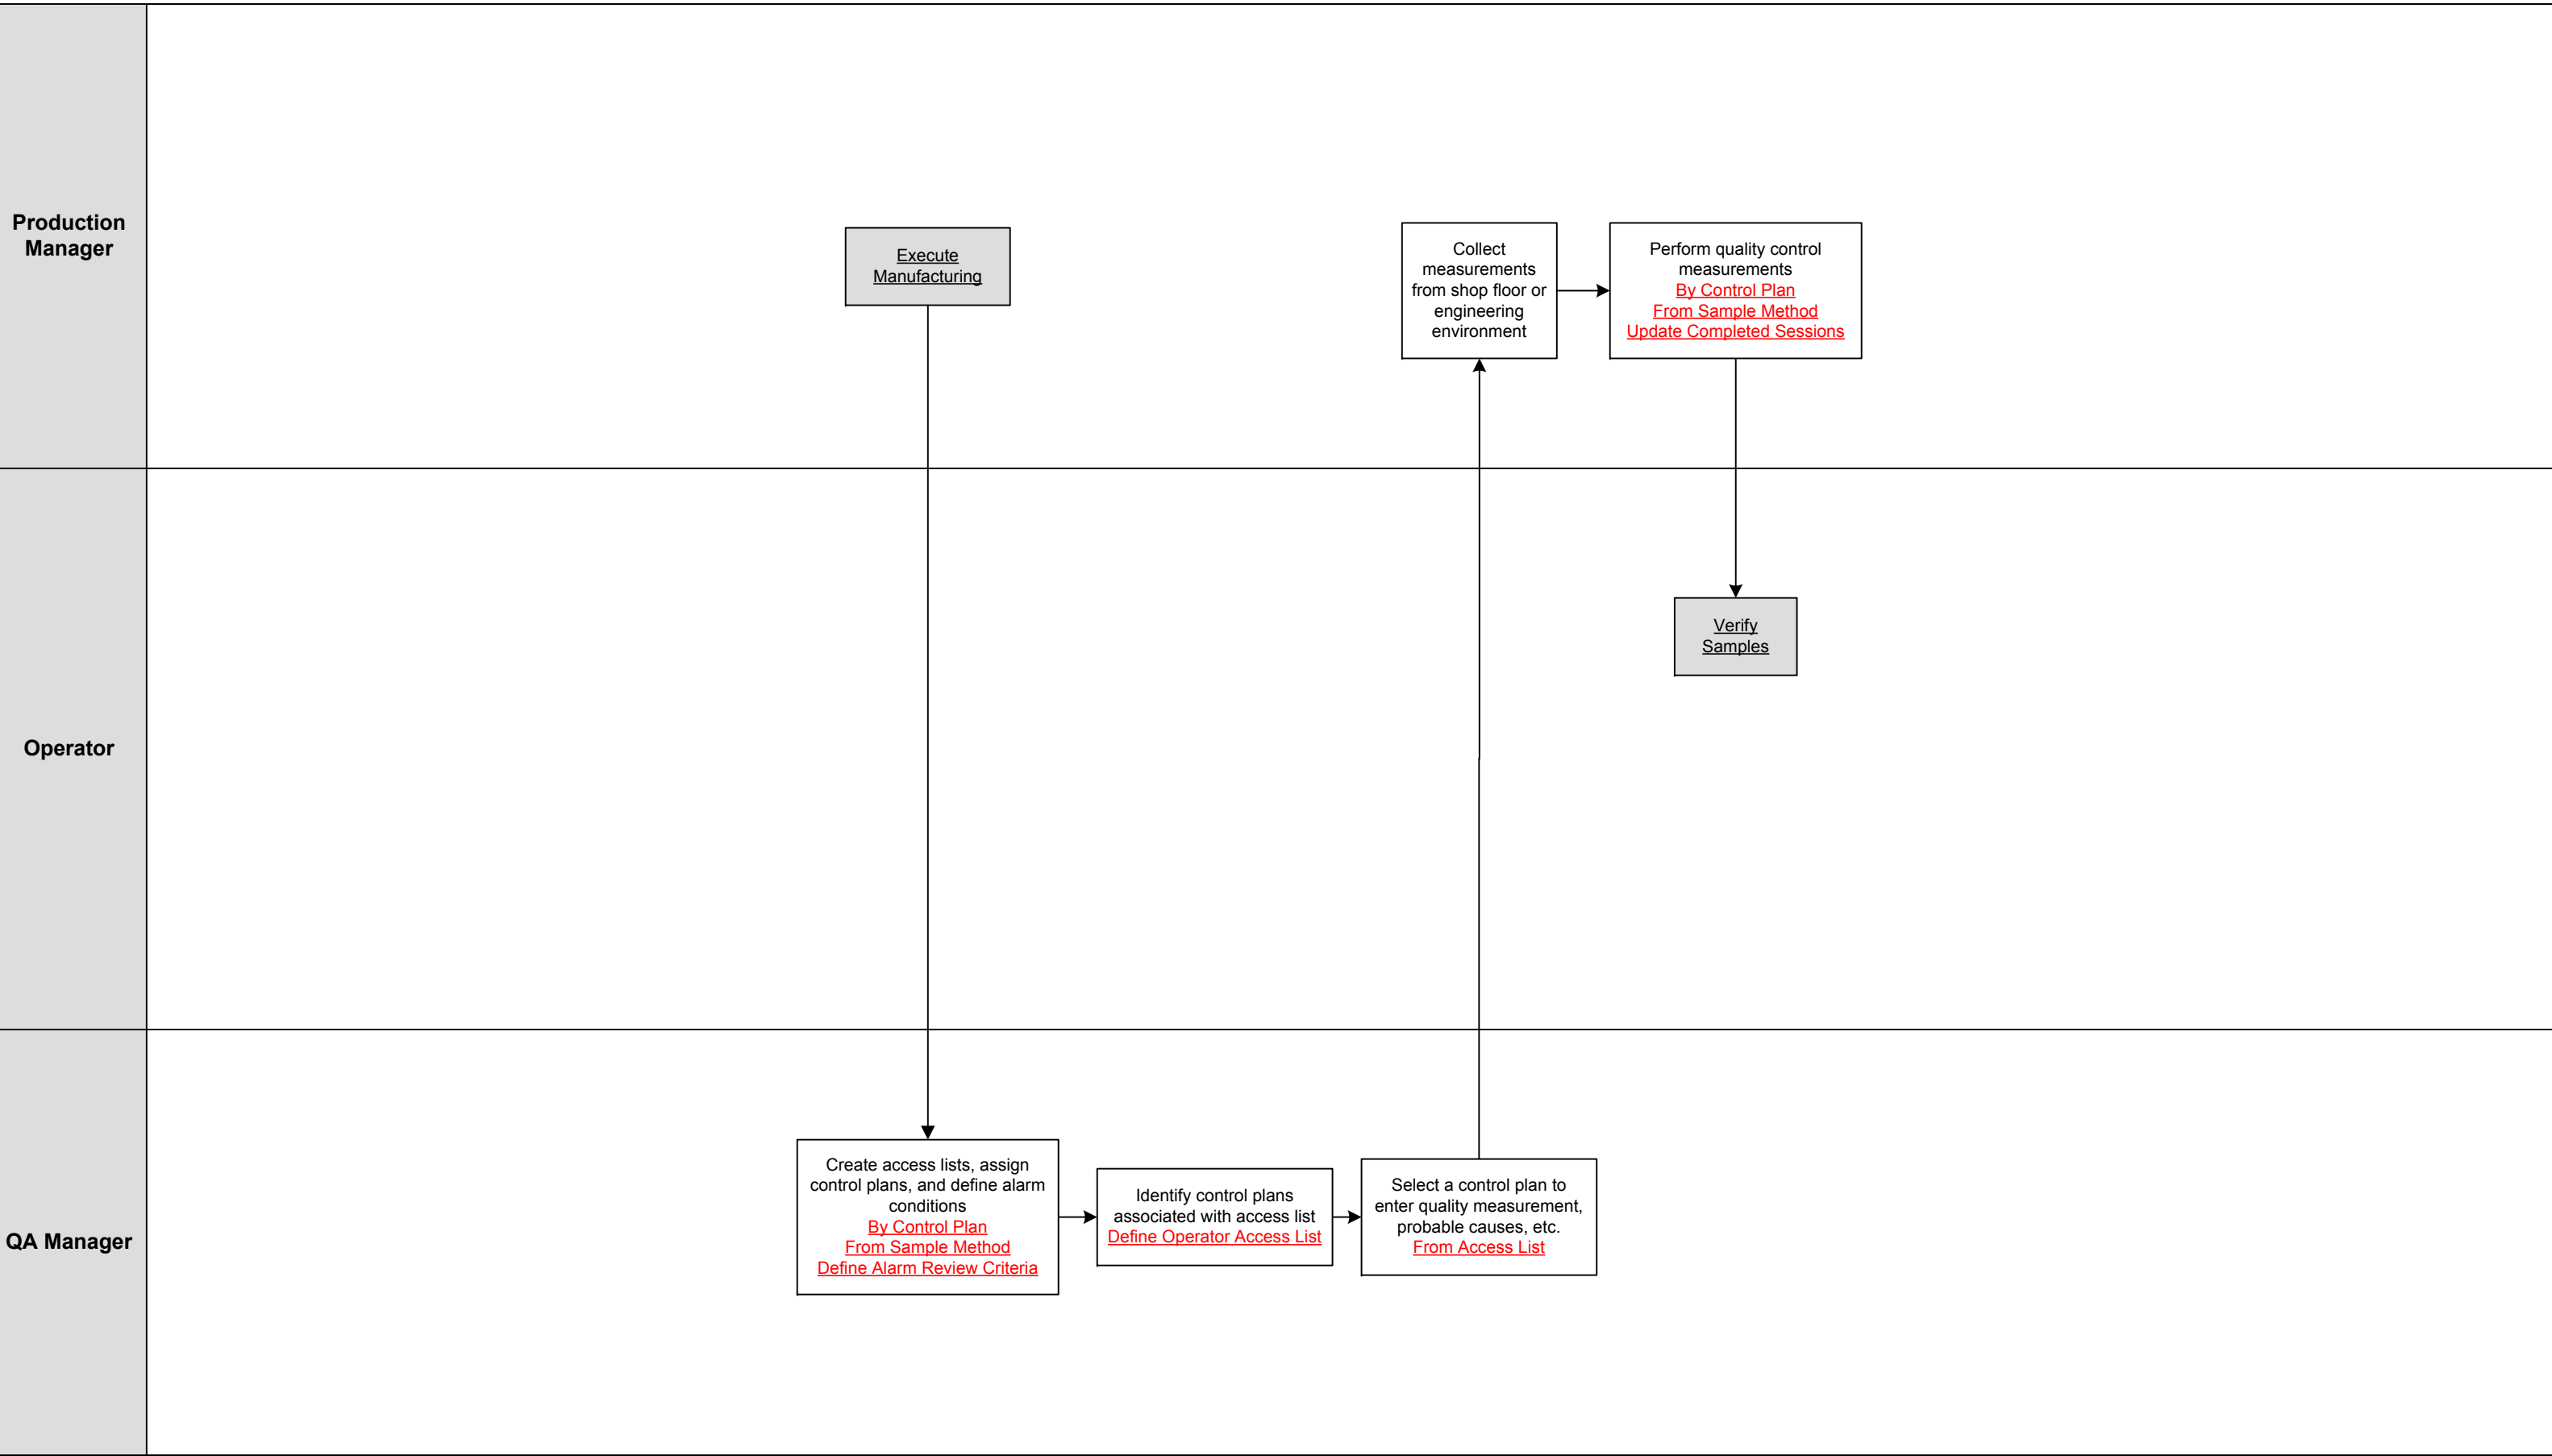 Production
Manager
Execute
Manufacturing
Collect
measurements
from shop floor or
engineering
environment
Perform quality control
measurements
By Control Plan
From Sample Method
Update Completed Sessions
Operator
Verify
Samples
QA Manager
Create access lists, assign
control plans, and define alarm
conditions
By Control Plan
From Sample Method
Define Alarm Review Criteria
Identify control plans
associated with access list
Define Operator Access List
Select a control plan to
enter quality measurement,
probable causes, etc.
From Access List